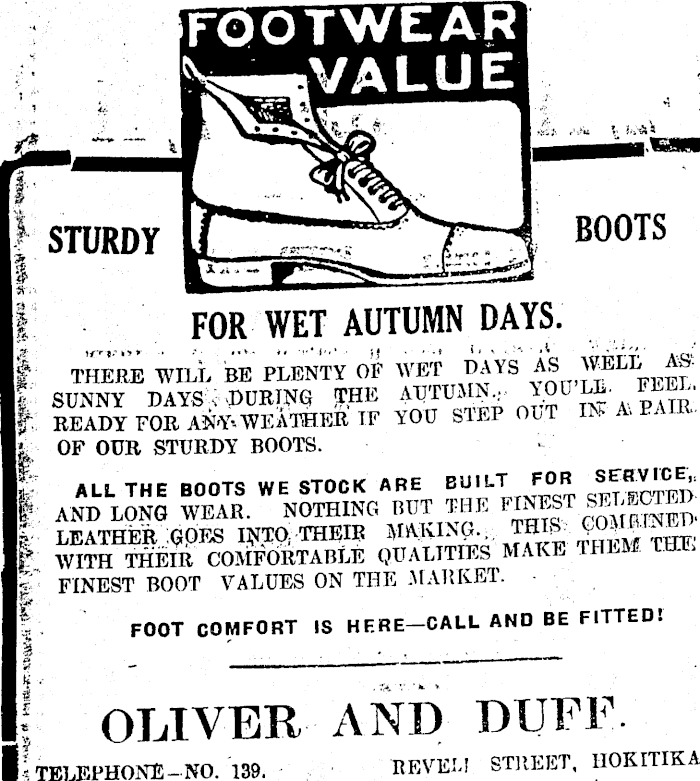 FOOTWEAR
VALUE
STURDY BOOTS
FOR WET AUTUMN DAYS.
THERE WILL BE PLENTY OF WET DAYS AS WELL AS
SUNNY DAYS DURING THE AUTUMN. YOU'LL FEEL
READY FOR ANY WEATHER IF YOU STEP OUT IN A PAIR
OF OUR STURDY BOOTS.
ALL THE BOOTS WE STOCK ARE BUILT FOR SERVICE,
AND LONG WEAR. NOTHING BUT THE FINEST SELECTED
LEATHER GOES INTO THEIR MAKING. THIS COMBINED
WITH THEIR COMFORTABLE QUALITIES MAKE THEM THE
FINEST BOOT VALUES ON THE MARKET.
FOOT COMFORT IS HERE—CALL AND BE FITTED!
OLIVER AND DUFF.
TELEPHONE—NO. 139. REVELL STREET, HOKITIKA